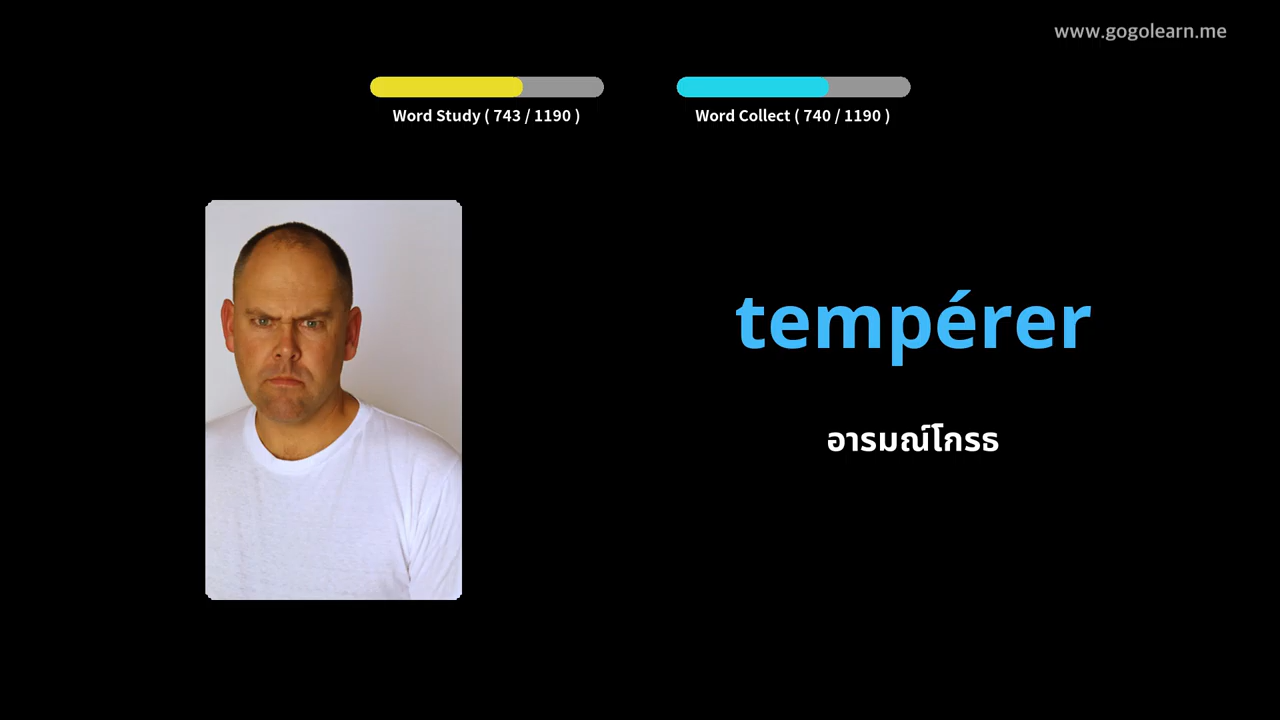 www.gogolearn.me
Word Study ( 743 / 1190 )
Word Collect ( 740 / 1190 )
tempérer
อารมณ์โกรธ